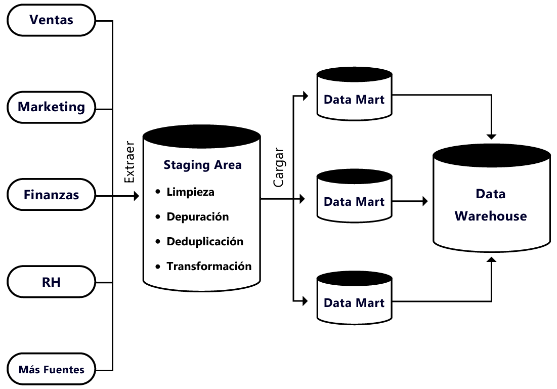 Ventas
Marketing
Finanzas
RH
Más Fuentes
Extraer
Staging Area
• Limpieza
• Depuración
• Deduplicación
• Transformación
Cargar
Data Mart
Data Mart
Data Mart
Data
Warehouse